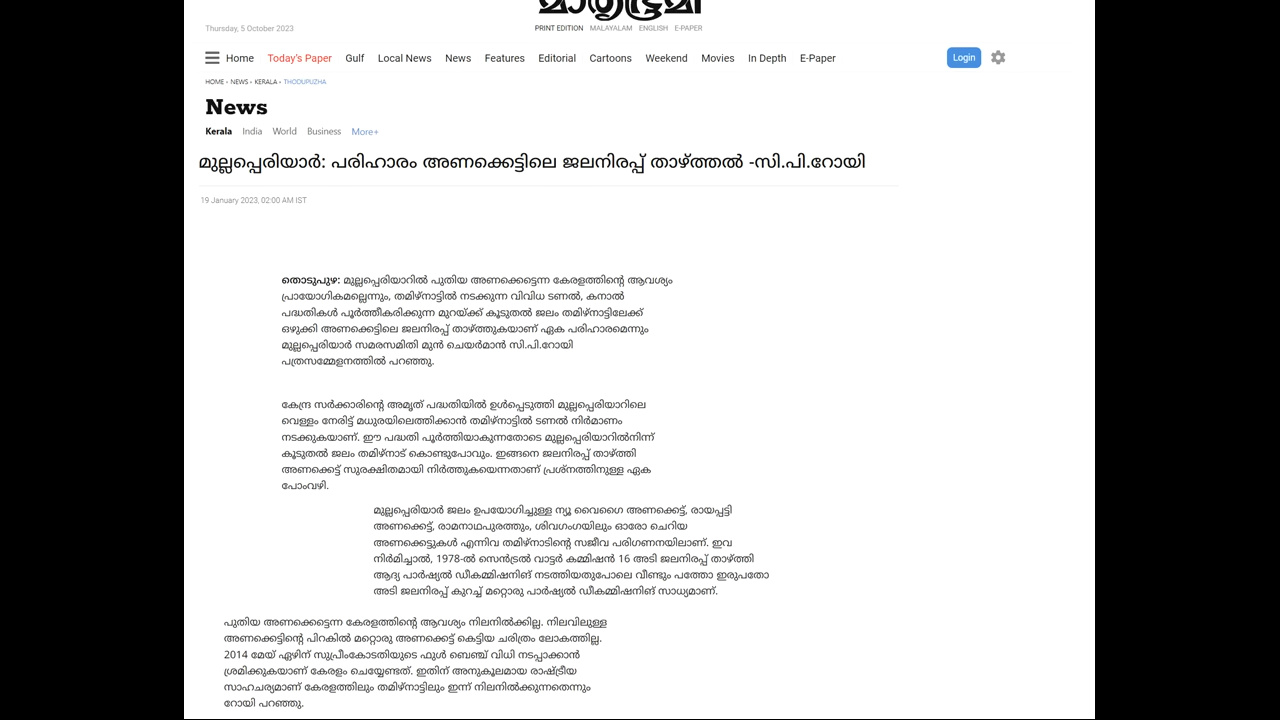 മാതൃഭൂമി
Thursday, 5 October 2023
PRINT EDITION MALAYALAM ENGLISH E-PAPER
Home Today's Paper Gulf Local News News Features Editorial Cartoons Weekend Movies In Depth E-Paper Login
HOME › NEWS › KERALA › THODUPUZHA
News
Kerala India World Business More+
മുല്ലപ്പെരിയാർ: പരിഹാരം അണക്കെട്ടിലെ ജലനിരപ്പ് താഴ്ത്തൽ -സി.പി.റോയി
19 January 2023, 02:00 AM IST
തൊടുപുഴ: മുല്ലപ്പെരിയാറിൽ പുതിയ അണക്കെട്ടെന്ന കേരളത്തിന്റെ ആവശ്യം
പ്രായോഗികമല്ലെന്നും, തമിഴ്നാട്ടിൽ നടക്കുന്ന വിവിധ ടണൽ, കനാൽ
പദ്ധതികൾ പൂർത്തീകരിക്കുന്ന മുറയ്ക്ക് കൂടുതൽ ജലം തമിഴ്നാട്ടിലേക്ക്
ഒഴുക്കി അണക്കെട്ടിലെ ജലനിരപ്പ് താഴ്ത്തുകയാണ് ഏക പരിഹാരമെന്നും
മുല്ലപ്പെരിയാർ സമരസമിതി മുൻ ചെയർമാൻ സി.പി.റോയി
പത്രസമ്മേളനത്തിൽ പറഞ്ഞു.
കേന്ദ്ര സർക്കാരിന്റെ അമൃത് പദ്ധതിയിൽ ഉൾപ്പെടുത്തി മുല്ലപ്പെരിയാറിലെ
വെള്ളം നേരിട്ട് മധുരയിലെത്തിക്കാൻ തമിഴ്നാട്ടിൽ ടണൽ നിർമാണം
നടക്കുകയാണ്. ഈ പദ്ധതി പൂർത്തിയാകുന്നതോടെ മുല്ലപ്പെരിയാറിൽനിന്ന്
കൂടുതൽ ജലം തമിഴ്നാട് കൊണ്ടുപോവും. ഇങ്ങനെ ജലനിരപ്പ് താഴ്ത്തി
അണക്കെട്ട് സുരക്ഷിതമായി നിർത്തുകയെന്നതാണ് പ്രശ്നത്തിനുള്ള ഏക
പോംവഴി.
മുല്ലപ്പെരിയാർ ജലം ഉപയോഗിച്ചുള്ള ന്യൂ വൈഗൈ അണക്കെട്ട്, രായപ്പട്ടി
അണക്കെട്ട്, രാമനാഥപുരത്തും, ശിവഗംഗയിലും ഓരോ ചെറിയ
അണക്കെട്ടുകൾ എന്നിവ തമിഴ്നാടിന്റെ സജീവ പരിഗണനയിലാണ്. ഇവ
നിർമിച്ചാൽ, 1978-ൽ സെൻട്രൽ വാട്ടർ കമ്മിഷൻ 16 അടി ജലനിരപ്പ് താഴ്ത്തി
ആദ്യ പാർഷ്യൽ ഡീകമ്മിഷനിങ് നടത്തിയതുപോലെ വീണ്ടും പത്തോ ഇരുപതോ
അടി ജലനിരപ്പ് കുറച്ച് മറ്റൊരു പാർഷ്യൽ ഡീകമ്മിഷനിങ് സാധ്യമാണ്.
പുതിയ അണക്കെട്ടെന്ന കേരളത്തിന്റെ ആവശ്യം നിലനിൽക്കില്ല. നിലവിലുള്ള
അണക്കെട്ടിന്റെ പിറകിൽ മറ്റൊരു അണക്കെട്ട് കെട്ടിയ ചരിത്രം ലോകത്തില്ല.
2014 മേയ് ഏഴിന് സുപ്രീംകോടതിയുടെ ഫുൾ ബെഞ്ച് വിധി നടപ്പാക്കാൻ
ശ്രമിക്കുകയാണ് കേരളം ചെയ്യേണ്ടത്. ഇതിന് അനുകൂലമായ രാഷ്ട്രീയ
സാഹചര്യമാണ് കേരളത്തിലും തമിഴ്നാട്ടിലും ഇന്ന് നിലനിൽക്കുന്നതെന്നും
റോയി പറഞ്ഞു.